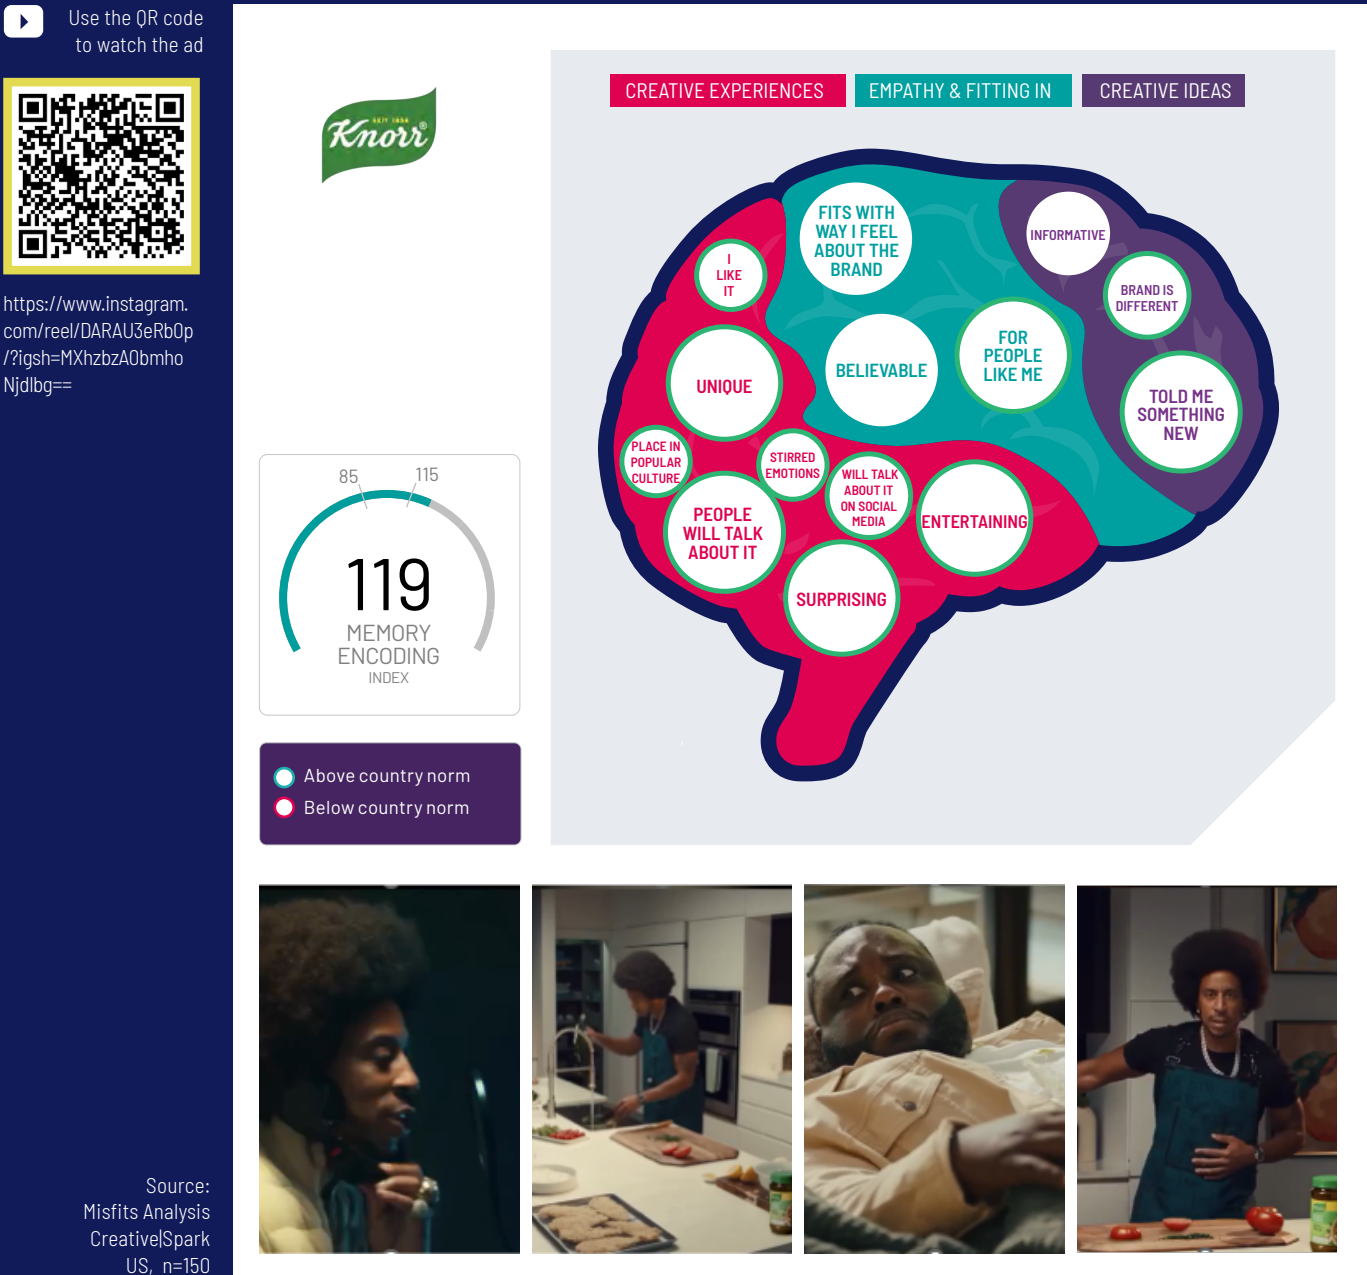 Use the QR code
to watch the ad
https://www.instagram.
com/reel/DARAU3eRb0p
/?igsh=MXhzbzA0bmho
Njdlbg==
Source:
Misfits Analysis
Creative|Spark
US, n=150
SEIT 1838
Knorr®
85
115
119
MEMORY
ENCODING
INDEX
Above country norm
Below country norm
CREATIVE EXPERIENCES
EMPATHY & FITTING IN
CREATIVE IDEAS
FITS WITH
WAY I FEEL
ABOUT THE
BRAND
INFORMATIVE
I
LIKE
IT
BRAND IS
DIFFERENT
UNIQUE
BELIEVABLE
FOR
PEOPLE
LIKE ME
TOLD ME
SOMETHING
NEW
PLACE IN
POPULAR
CULTURE
STIRRED
EMOTIONS
WILL TALK
ABOUT IT
ON SOCIAL
MEDIA
PEOPLE
WILL TALK
ABOUT IT
ENTERTAINING
SURPRISING